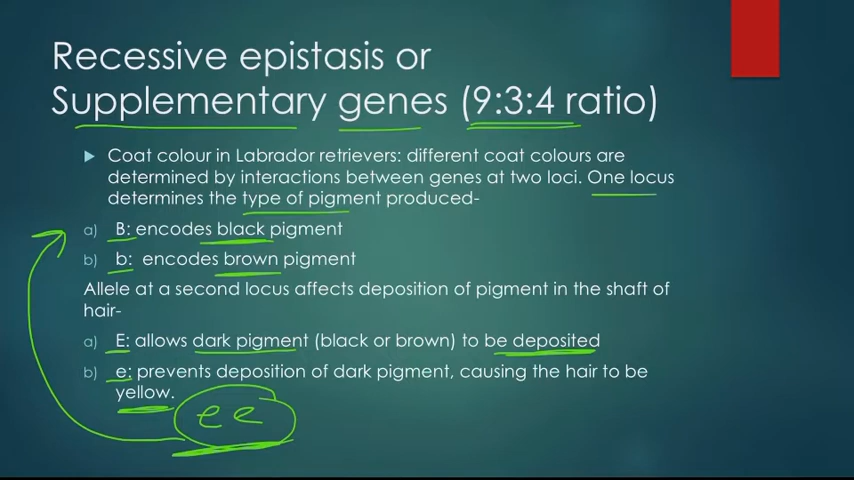 Recessive epistasis or
Supplementary genes (9:3:4 ratio)
Coat colour in Labrador retrievers: different coat colours are
determined by interactions between genes at two loci. One locus
determines the type of pigment produced-
a) B: encodes black pigment
b) b: encodes brown pigment
Allele at a second locus affects deposition of pigment in the shaft of
hair-
a) E: allows dark pigment (black or brown) to be deposited
b) e: prevents deposition of dark pigment, causing the hair to be
yellow.
ee